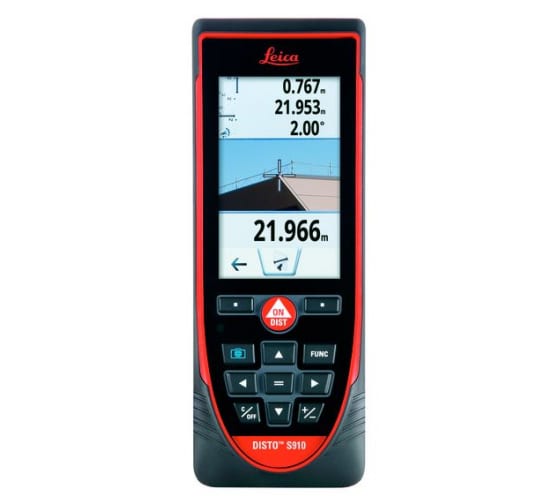 Leica
0.767m
21.953m
2.00°
21.966m
ON
DIST
FUNC
=
C/OFF
+/−
DISTO™ S910